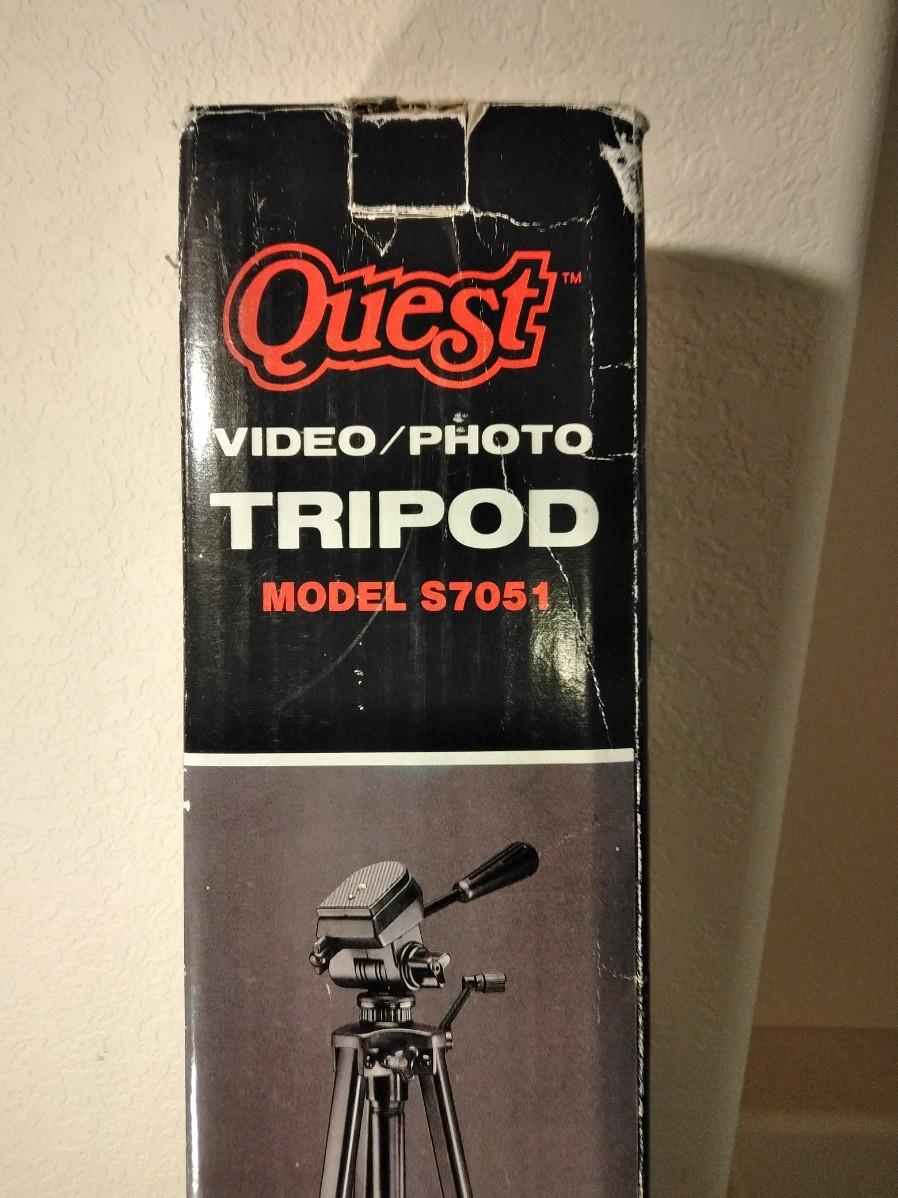 Quest™
VIDEO/PHOTO
TRIPOD
MODEL S7051